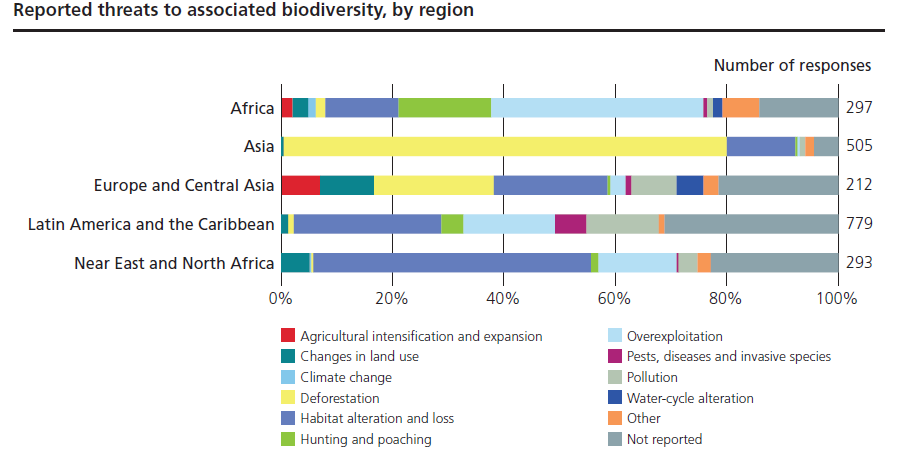 Reported threats to associated biodiversity, by region
Number of responses
Africa 297
Asia 505
Europe and Central Asia 212
Latin America and the Caribbean 779
Near East and North Africa 293
0% 20% 40% 60% 80% 100%
Agricultural intensification and expansion
Changes in land use
Climate change
Deforestation
Habitat alteration and loss
Hunting and poaching
Overexploitation
Pests, diseases and invasive species
Pollution
Water-cycle alteration
Other
Not reported